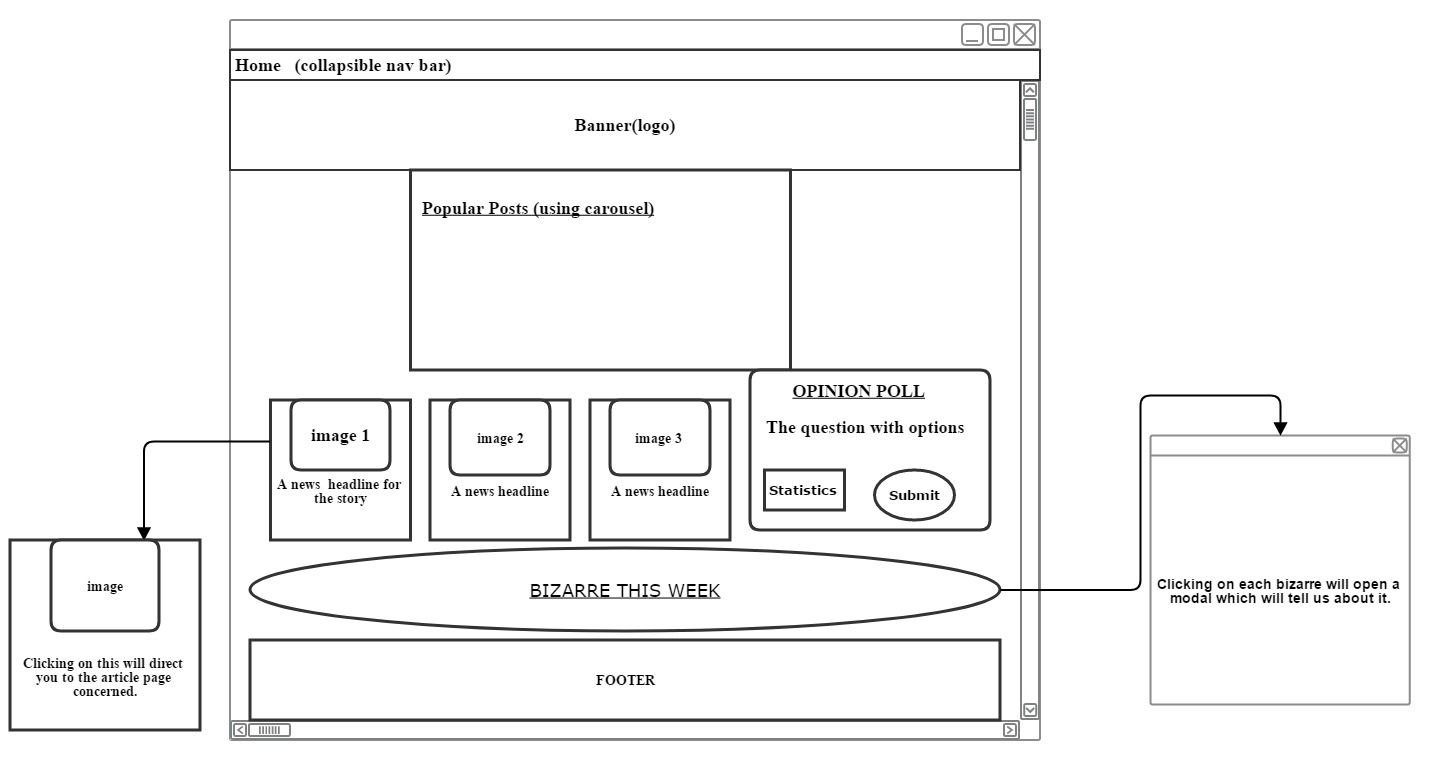 Home (collapsible nav bar)
Banner(logo)
Popular Posts (using carousel)
OPINION POLL
The question with options
Statistics
Submit
image 1
A news headline for
the story
image 2
A news headline
image 3
A news headline
image
Clicking on this will direct
you to the article page
concerned.
BIZARRE THIS WEEK
Clicking on each bizarre will open a
modal which will tell us about it.
FOOTER